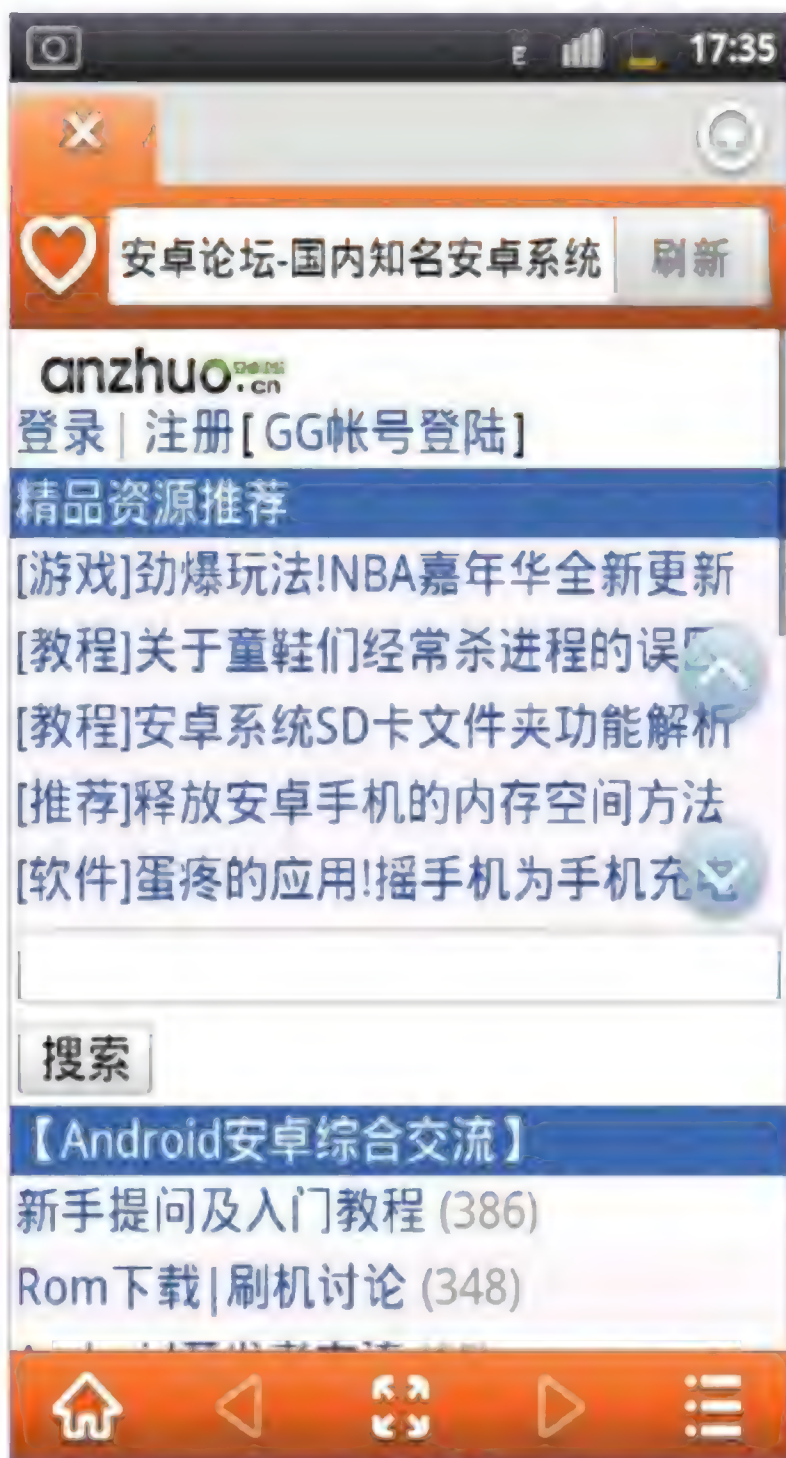 E 17:35
安卓论坛-国内知名安卓系统 刷新
anzhuo.cn
登录 | 注册[GG帐号登陆]
精品资源推荐
[游戏]劲爆玩法!NBA嘉年华全新更新
[教程]关于童鞋们经常杀进程的误
[教程]安卓系统SD卡文件夹功能解析
[推荐]释放安卓手机的内存空间方法
[软件]蛋疼的应用!摇手机为手机充电
搜索
【Android安卓综合交流】
新手提问及入门教程 (386)
Rom下载|刷机讨论 (348)